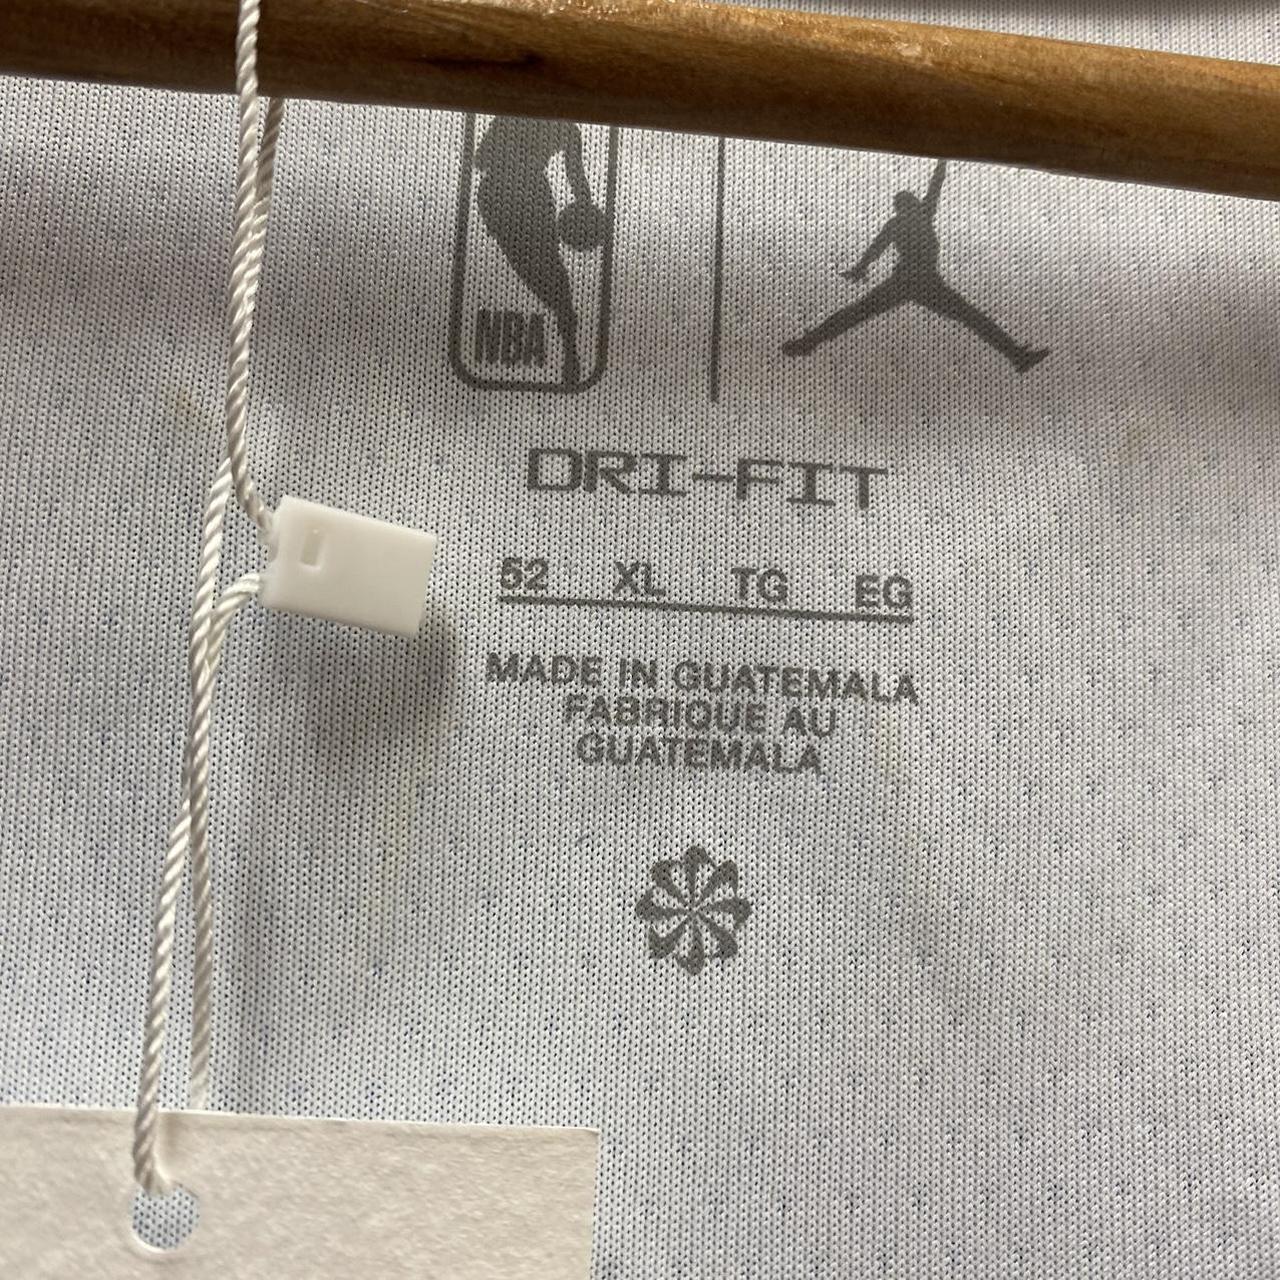 NBA
DRI-FIT
52 XL TG EG
MADE IN GUATEMALA
FABRIQUE AU
GUATEMALA